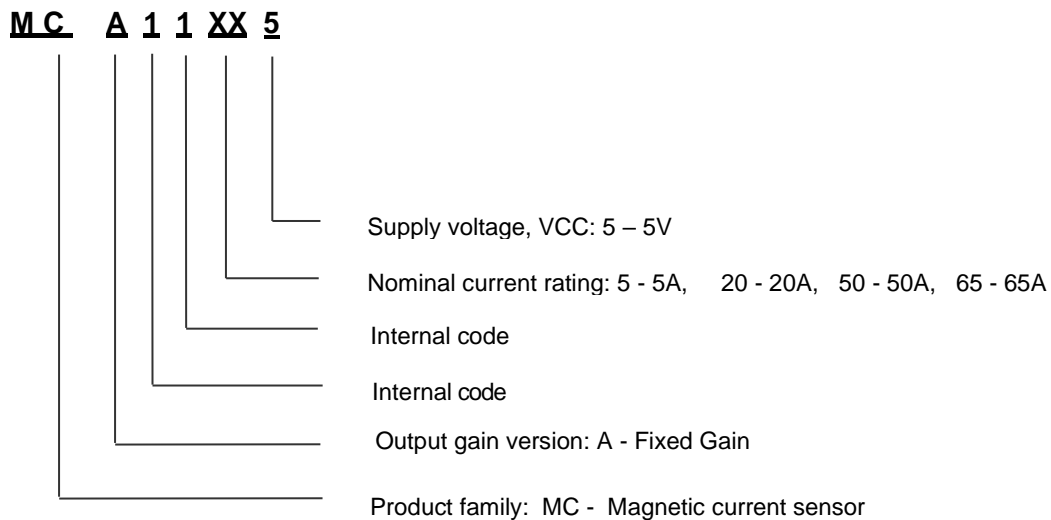 MC A 1 1 XX 5
Supply voltage, VCC: 5 – 5V
Nominal current rating: 5 - 5A, 20 - 20A, 50 - 50A, 65 - 65A
Internal code
Internal code
Output gain version: A - Fixed Gain
Product family: MC - Magnetic current sensor